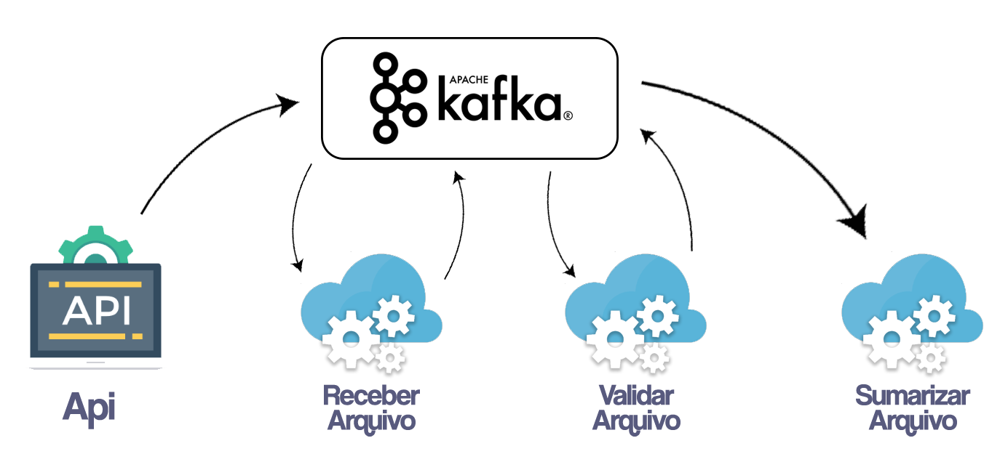 APACHE
kafka®
API
Api
Receber
Arquivo
Validar
Arquivo
Sumarizar
Arquivo